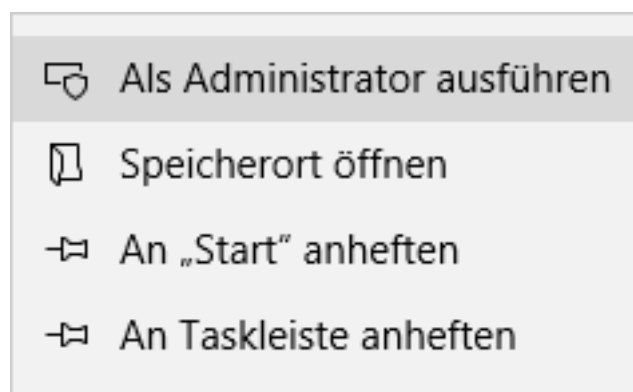 Als Administrator ausführen
Speicherort öffnen
An „Start“ anheften
An Taskleiste anheften